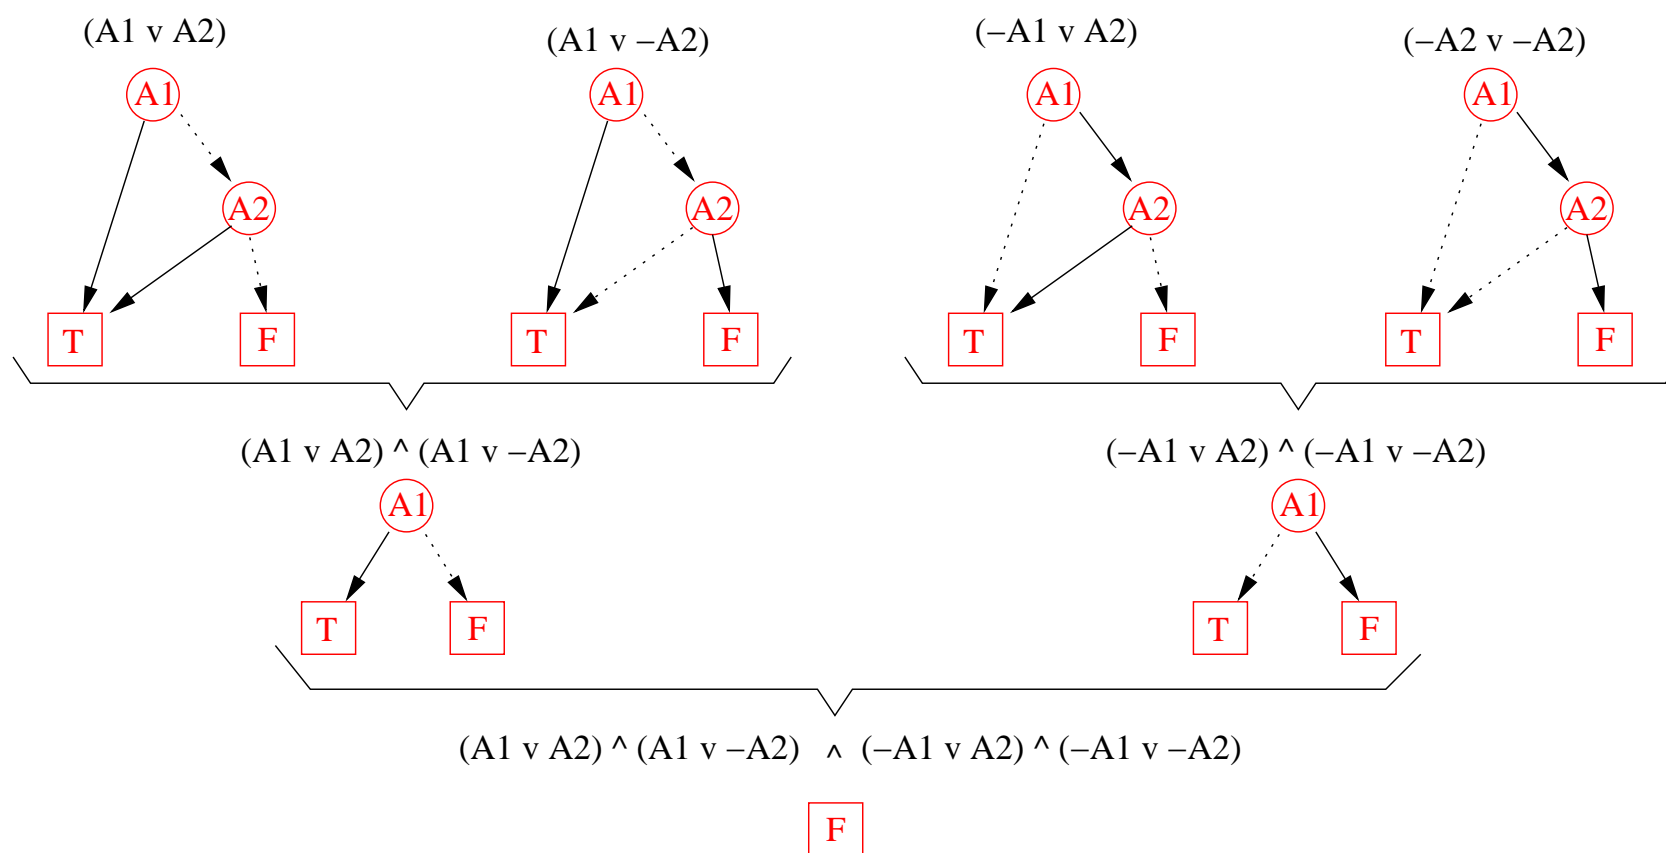 (A1 v A2)
(A1 v −A2)
(−A1 v A2)
(−A2 v −A2)
A1
A1
A1
A1
A2
A2
A2
A2
T
F
T
F
T
F
T
F
(A1 v A2) ^ (A1 v −A2)
(−A1 v A2) ^ (−A1 v −A2)
A1
A1
T
F
T
F
(A1 v A2) ^ (A1 v −A2) ^ (−A1 v A2) ^ (−A1 v −A2)
F